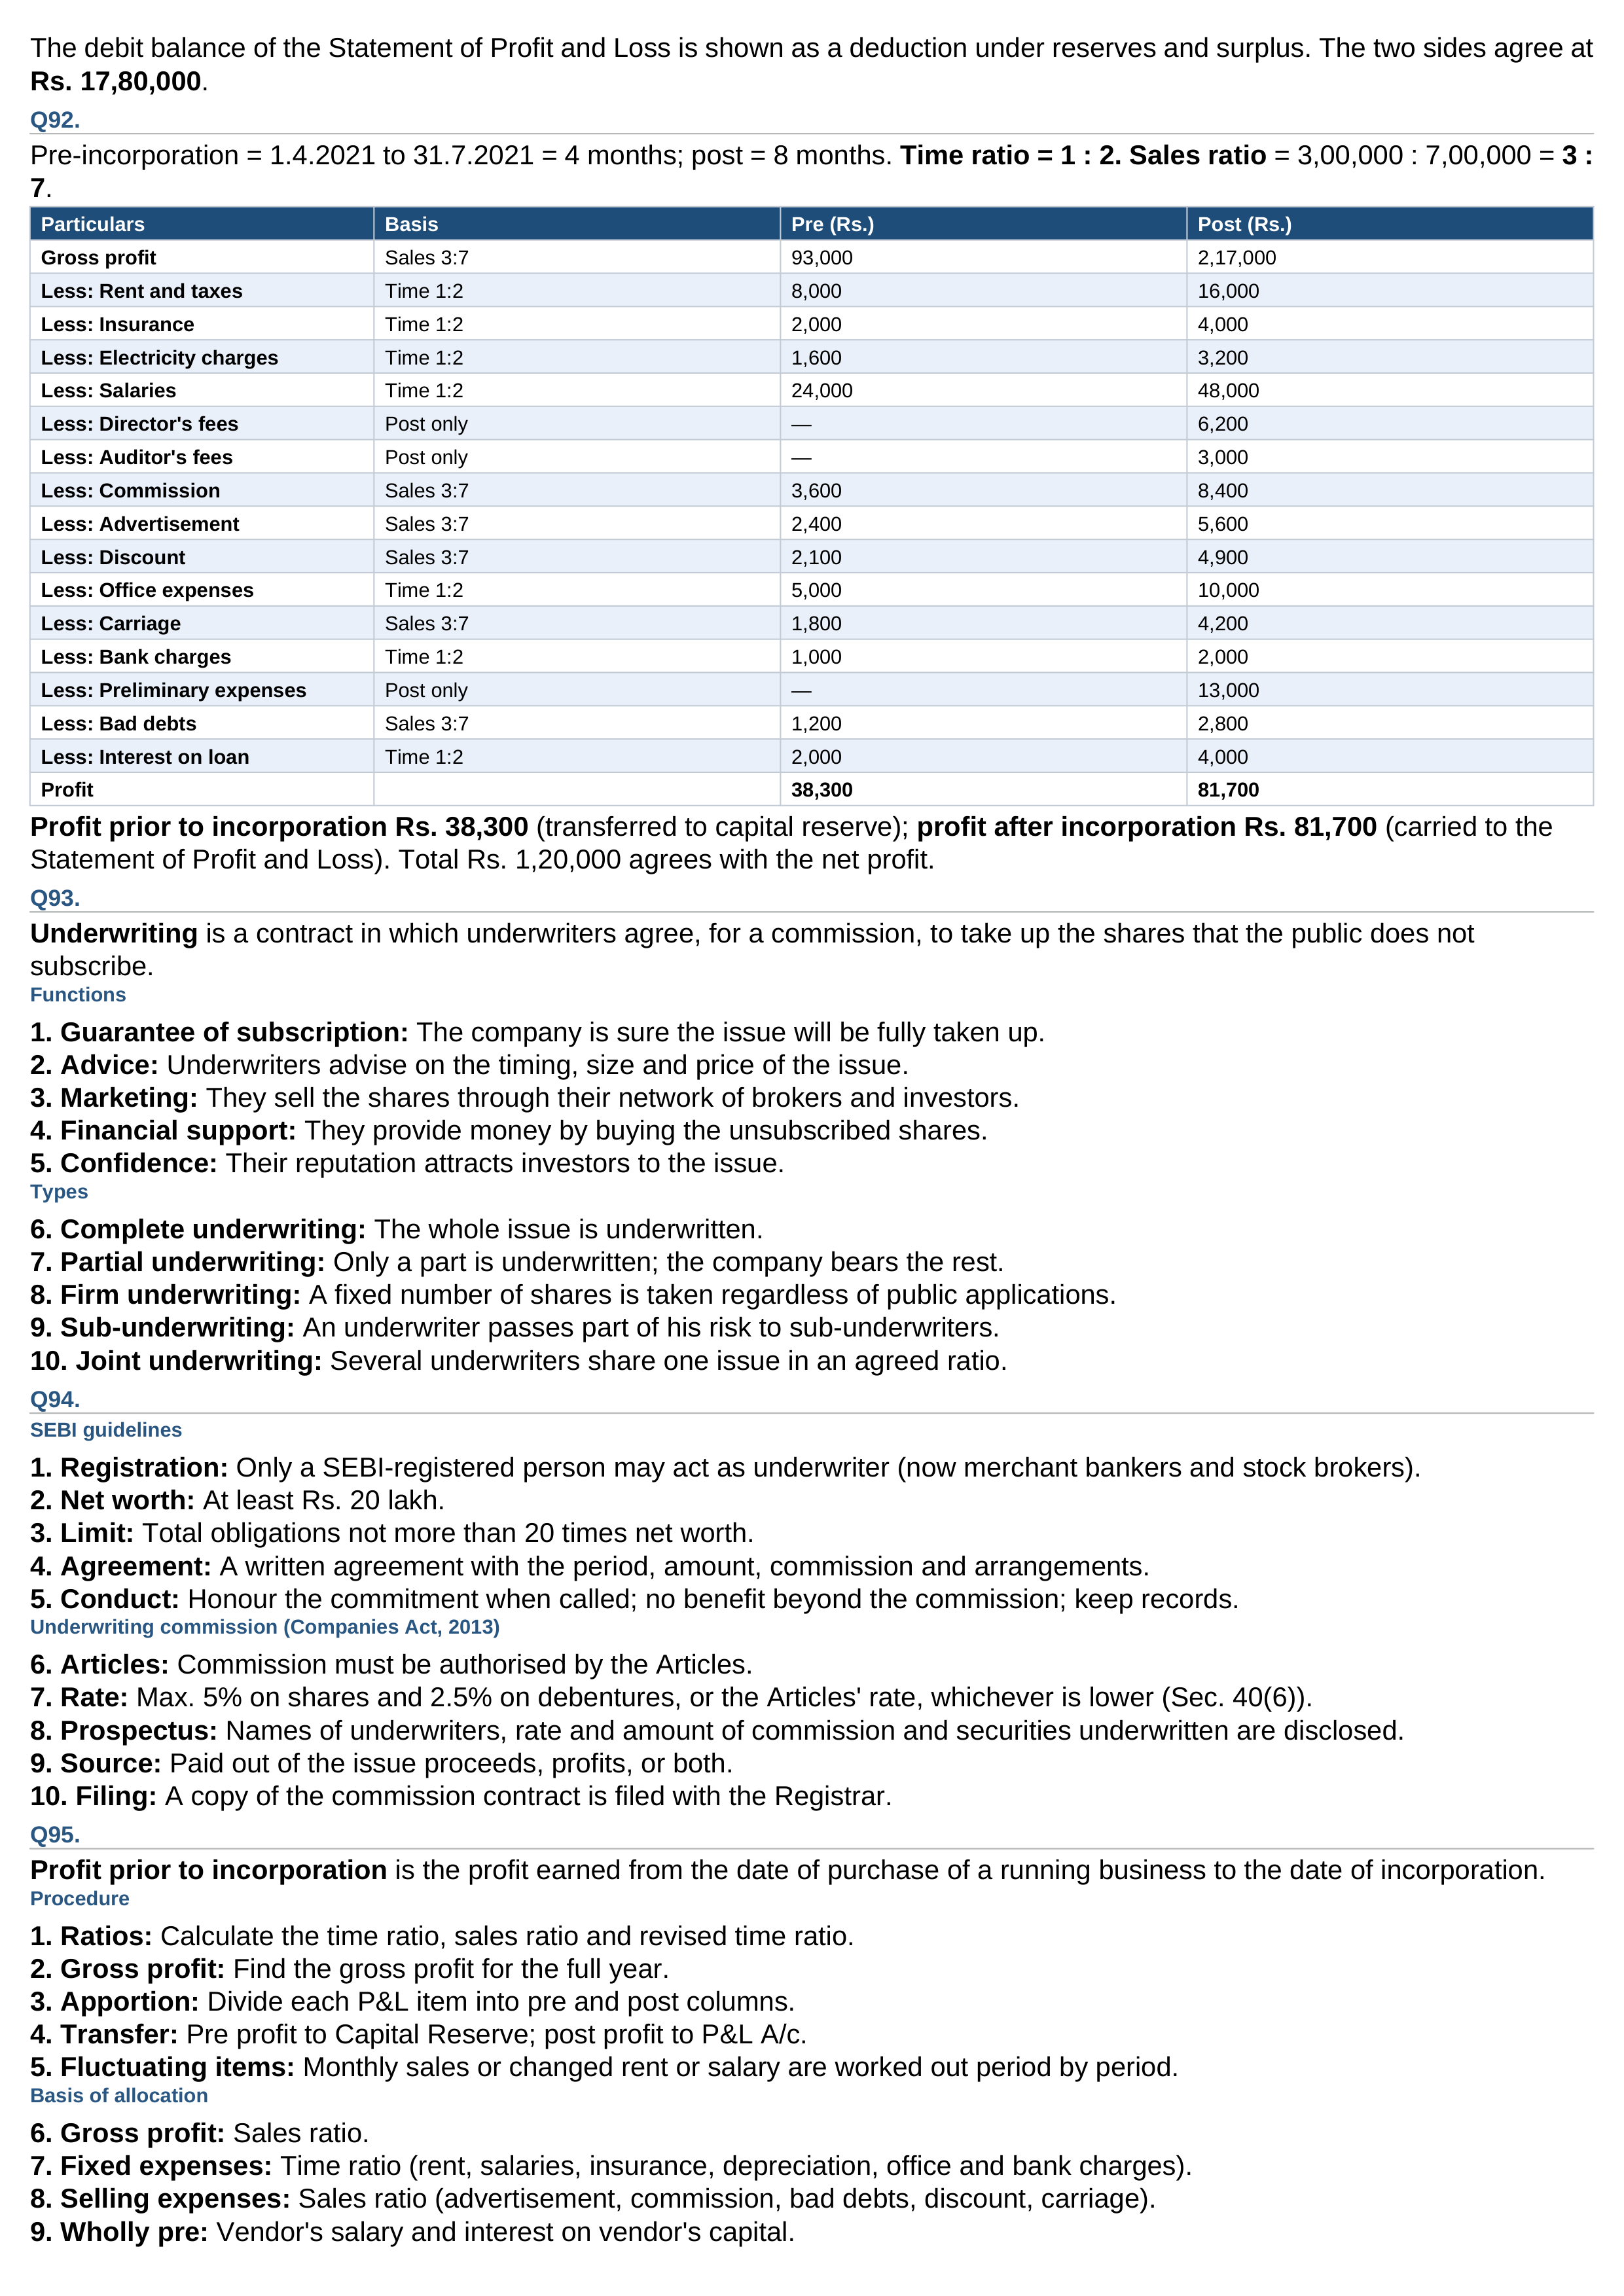 The debit balance of the Statement of Profit and Loss is shown as a deduction under reserves and surplus. The two sides agree at
Rs. 17,80,000.
Q92.
Pre-incorporation = 1.4.2021 to 31.7.2021 = 4 months; post = 8 months. Time ratio = 1 : 2. Sales ratio = 3,00,000 : 7,00,000 = 3 :
7.
Particulars Basis Pre (Rs.) Post (Rs.)
Gross profit Sales 3:7 93,000 2,17,000
Less: Rent and taxes Time 1:2 8,000 16,000
Less: Insurance Time 1:2 2,000 4,000
Less: Electricity charges Time 1:2 1,600 3,200
Less: Salaries Time 1:2 24,000 48,000
Less: Director's fees Post only — 6,200
Less: Auditor's fees Post only — 3,000
Less: Commission Sales 3:7 3,600 8,400
Less: Advertisement Sales 3:7 2,400 5,600
Less: Discount Sales 3:7 2,100 4,900
Less: Office expenses Time 1:2 5,000 10,000
Less: Carriage Sales 3:7 1,800 4,200
Less: Bank charges Time 1:2 1,000 2,000
Less: Preliminary expenses Post only — 13,000
Less: Bad debts Sales 3:7 1,200 2,800
Less: Interest on loan Time 1:2 2,000 4,000
Profit 38,300 81,700
Profit prior to incorporation Rs. 38,300 (transferred to capital reserve); profit after incorporation Rs. 81,700 (carried to the
Statement of Profit and Loss). Total Rs. 1,20,000 agrees with the net profit.
Q93.
Underwriting is a contract in which underwriters agree, for a commission, to take up the shares that the public does not
subscribe.
Functions
1. Guarantee of subscription: The company is sure the issue will be fully taken up.
2. Advice: Underwriters advise on the timing, size and price of the issue.
3. Marketing: They sell the shares through their network of brokers and investors.
4. Financial support: They provide money by buying the unsubscribed shares.
5. Confidence: Their reputation attracts investors to the issue.
Types
6. Complete underwriting: The whole issue is underwritten.
7. Partial underwriting: Only a part is underwritten; the company bears the rest.
8. Firm underwriting: A fixed number of shares is taken regardless of public applications.
9. Sub-underwriting: An underwriter passes part of his risk to sub-underwriters.
10. Joint underwriting: Several underwriters share one issue in an agreed ratio.
Q94.
SEBI guidelines
1. Registration: Only a SEBI-registered person may act as underwriter (now merchant bankers and stock brokers).
2. Net worth: At least Rs. 20 lakh.
3. Limit: Total obligations not more than 20 times net worth.
4. Agreement: A written agreement with the period, amount, commission and arrangements.
5. Conduct: Honour the commitment when called; no benefit beyond the commission; keep records.
Underwriting commission (Companies Act, 2013)
6. Articles: Commission must be authorised by the Articles.
7. Rate: Max. 5% on shares and 2.5% on debentures, or the Articles' rate, whichever is lower (Sec. 40(6)).
8. Prospectus: Names of underwriters, rate and amount of commission and securities underwritten are disclosed.
9. Source: Paid out of the issue proceeds, profits, or both.
10. Filing: A copy of the commission contract is filed with the Registrar.
Q95.
Profit prior to incorporation is the profit earned from the date of purchase of a running business to the date of incorporation.
Procedure
1. Ratios: Calculate the time ratio, sales ratio and revised time ratio.
2. Gross profit: Find the gross profit for the full year.
3. Apportion: Divide each P&L item into pre and post columns.
4. Transfer: Pre profit to Capital Reserve; post profit to P&L A/c.
5. Fluctuating items: Monthly sales or changed rent or salary are worked out period by period.
Basis of allocation
6. Gross profit: Sales ratio.
7. Fixed expenses: Time ratio (rent, salaries, insurance, depreciation, office and bank charges).
8. Selling expenses: Sales ratio (advertisement, commission, bad debts, discount, carriage).
9. Wholly pre: Vendor's salary and interest on vendor's capital.